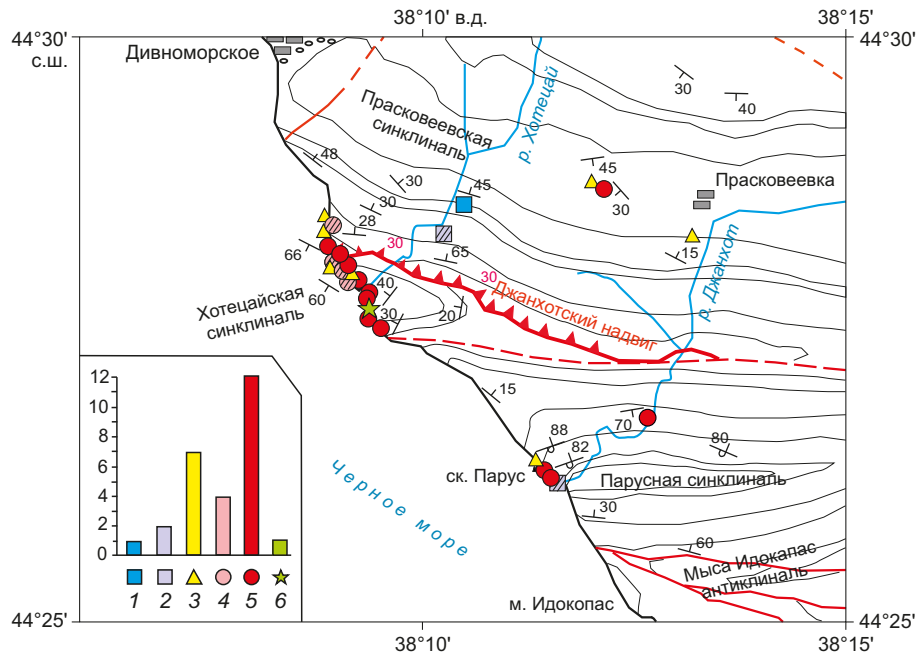 38°10' в.д.
38°15'
44°30'
с.ш.
44°30'
Дивноморское
30
40
р. Хотецай
Прасковеевская
синклиналь
48
30
45
45
Прасковеевка
30
30
28
66
30
65
15
30
60
40
Хотецайская
синклиналь
30
20
Джанхотский надвиг
р. Джанхот
12
10
8
6
4
2
0
1
2
3
4
5
6
15
70
88
82
80
ск. Парус
Парусная синклиналь
Черное море
30
60
Мыса Идокапас
антиклиналь
м. Идокопас
44°25'
44°25'
38°10'
38°15'